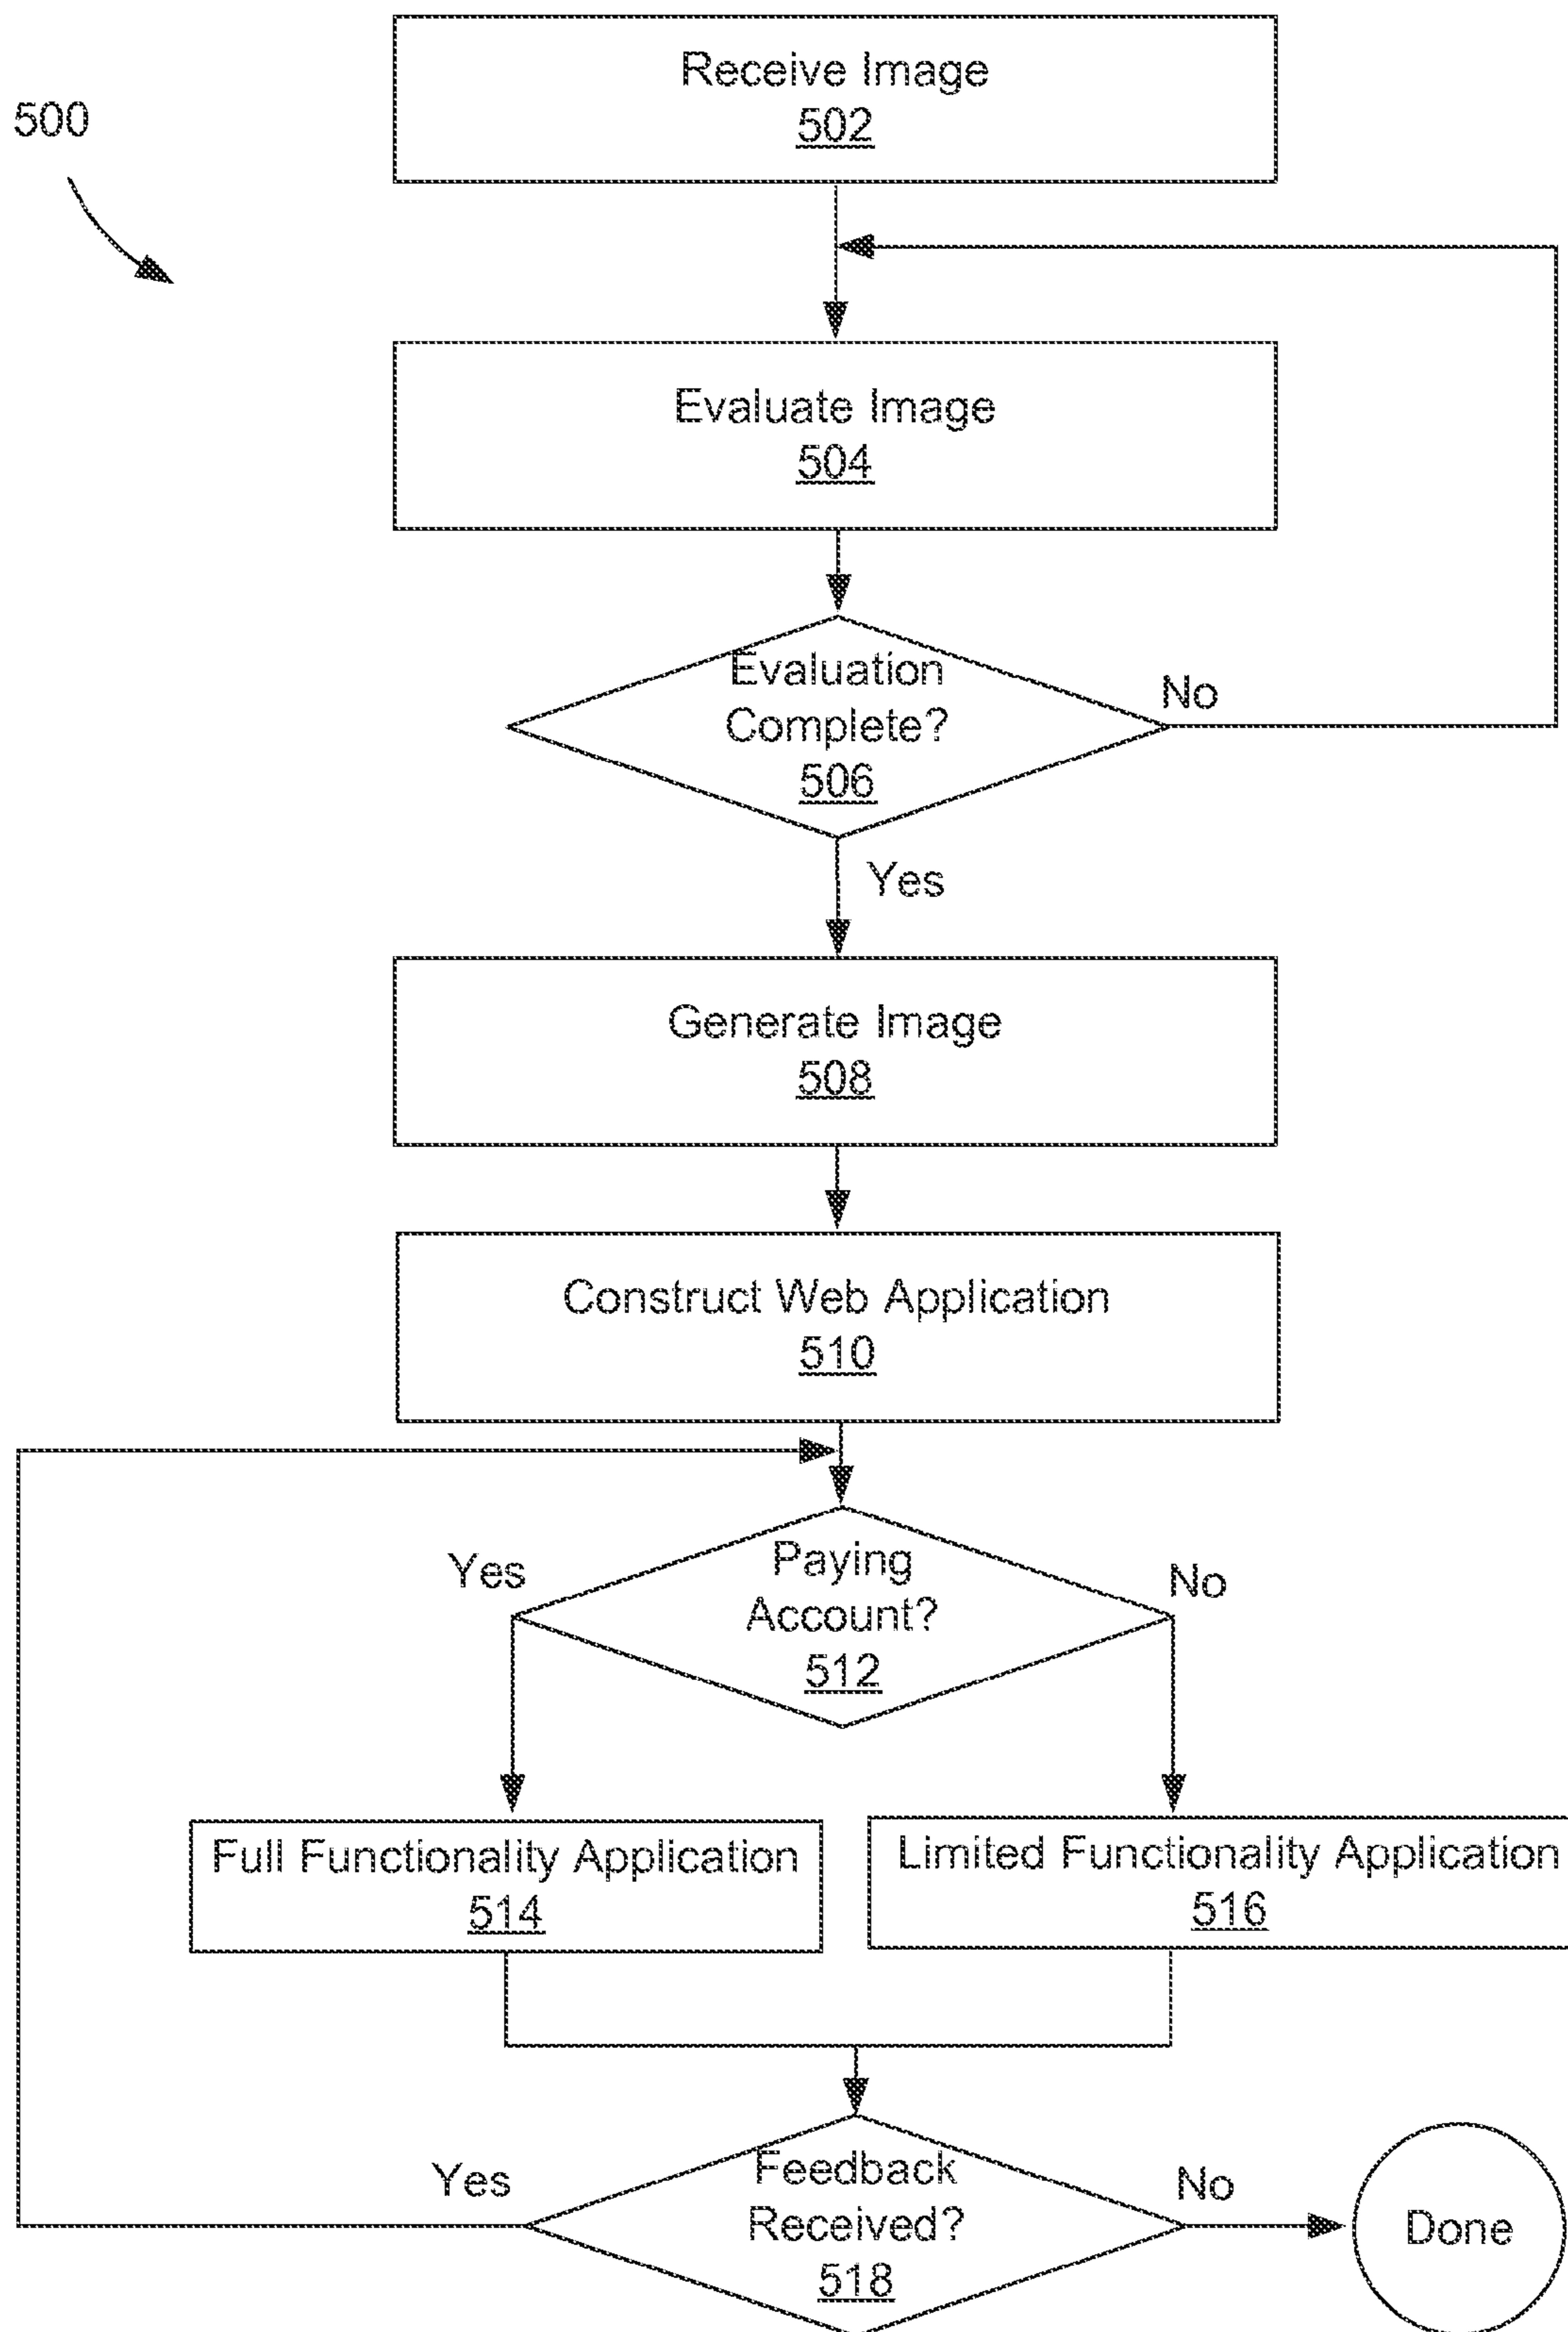 Receive Image
502
500
Evaluate Image
504
Evaluation
Complete?
506
No
Yes
Generate Image
508
Construct Web Application
510
Paying
Account?
512
Yes
No
Full Functionality Application
514
Limited Functionality Application
516
Feedback
Received?
518
Yes
No
Done